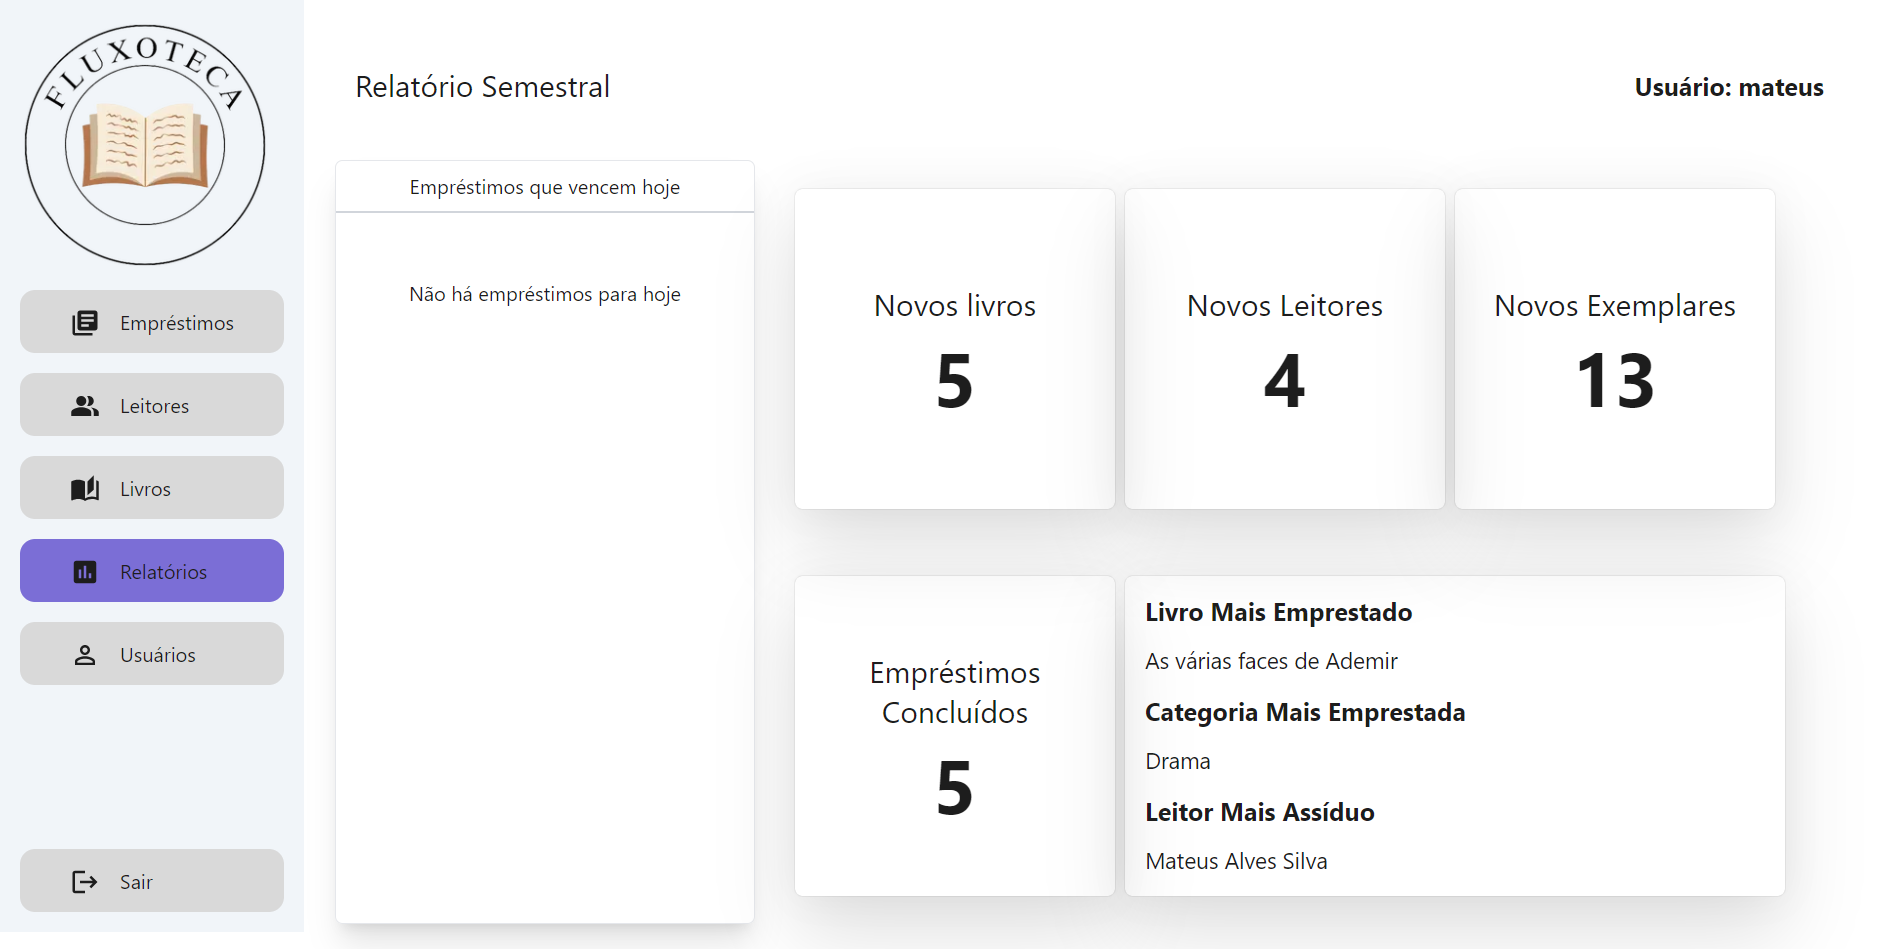 FLUXOTECA
Empréstimos
Leitores
Livros
Relatórios
Usuários
Sair
Relatório Semestral
Usuário: mateus
Empréstimos que vencem hoje
Não há empréstimos para hoje
Novos livros
5
Novos Leitores
4
Novos Exemplares
13
Empréstimos
Concluídos
5
Livro Mais Emprestado
As várias faces de Ademir
Categoria Mais Emprestada
Drama
Leitor Mais Assíduo
Mateus Alves Silva